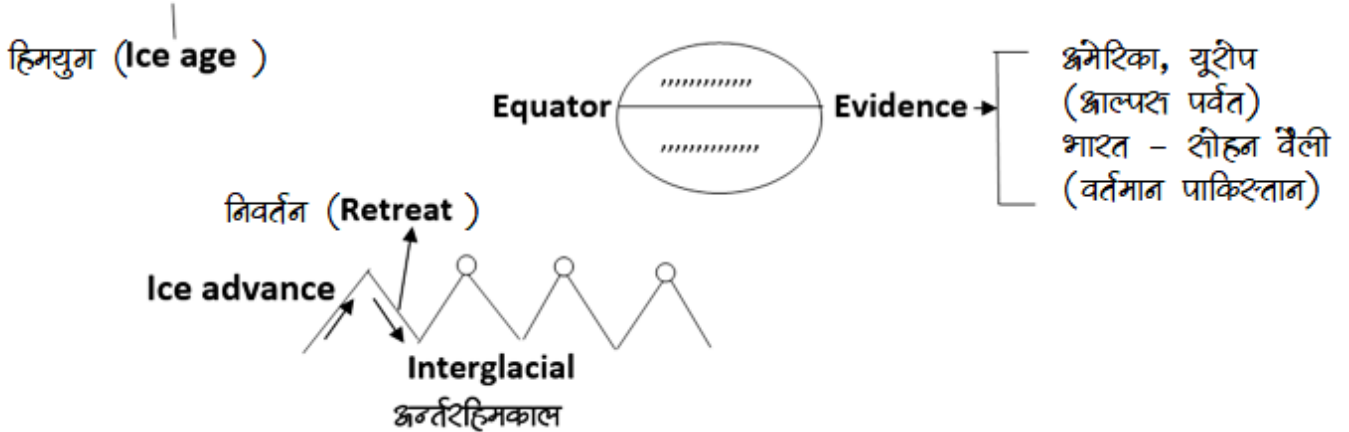 हिमयुग (Ice age )
Equator
Evidence
अमेरिका, यूरोप
(आल्पस पर्वत)
भारत - सोहन वैली
(वर्तमान पाकिस्तान)
निवर्तन (Retreat )
Ice advance
Interglacial
अर्न्तरहिमकाल